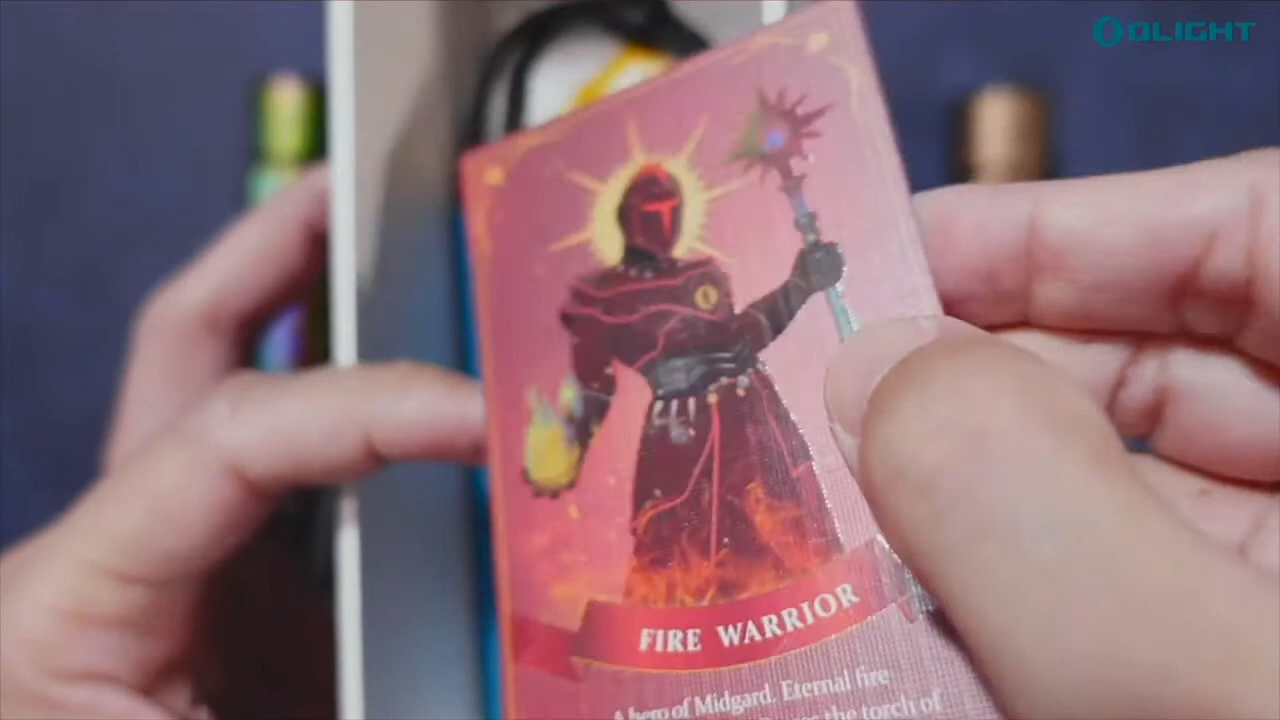 OLIGHT
FIRE WARRIOR
A hero of Midgard. Eternal fire
the torch of